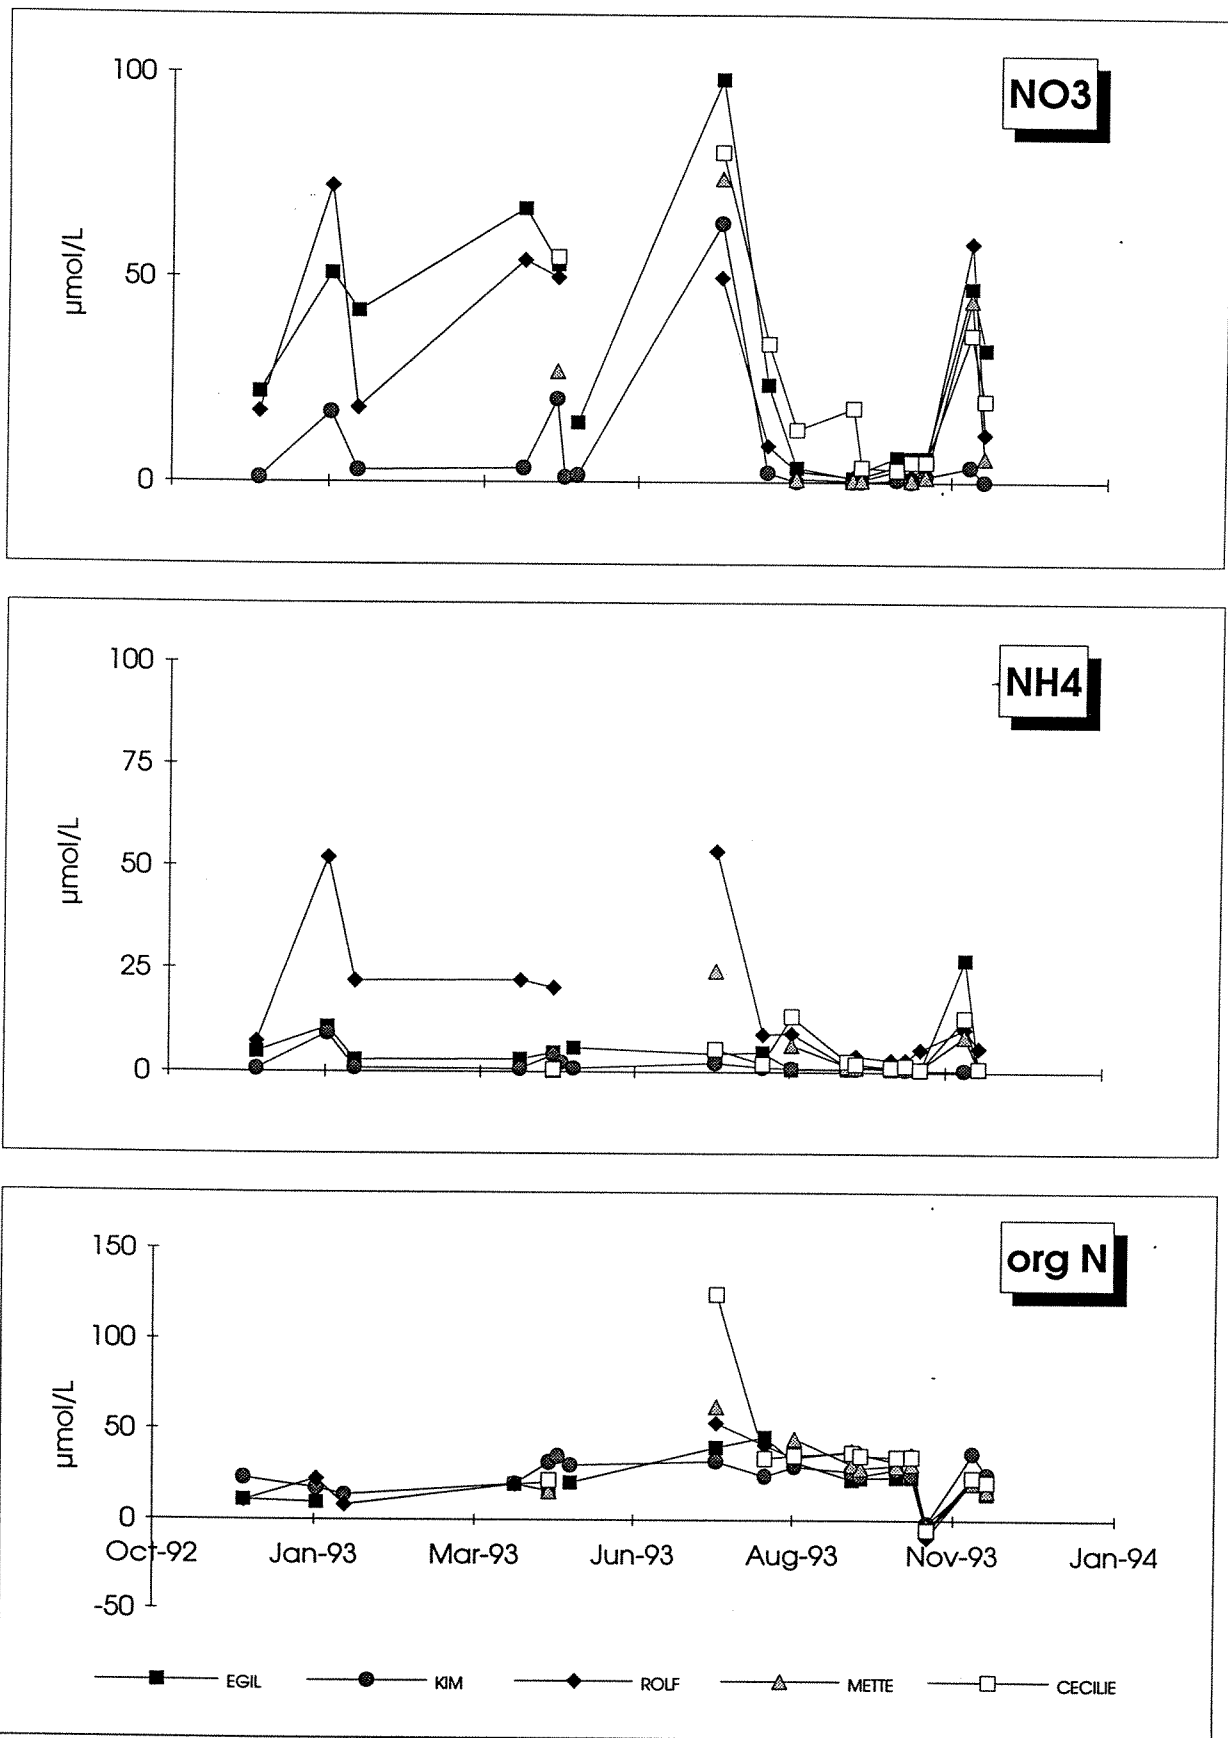 NO3
100
µmol/L
50
0
NH4
100
75
µmol/L
50
25
0
org N
150
100
µmol/L
50
0
Oct-92 Jan-93 Mar-93 Jun-93 Aug-93 Nov-93 Jan-94
-50
EGIL KIM ROLF METTE CECILIE